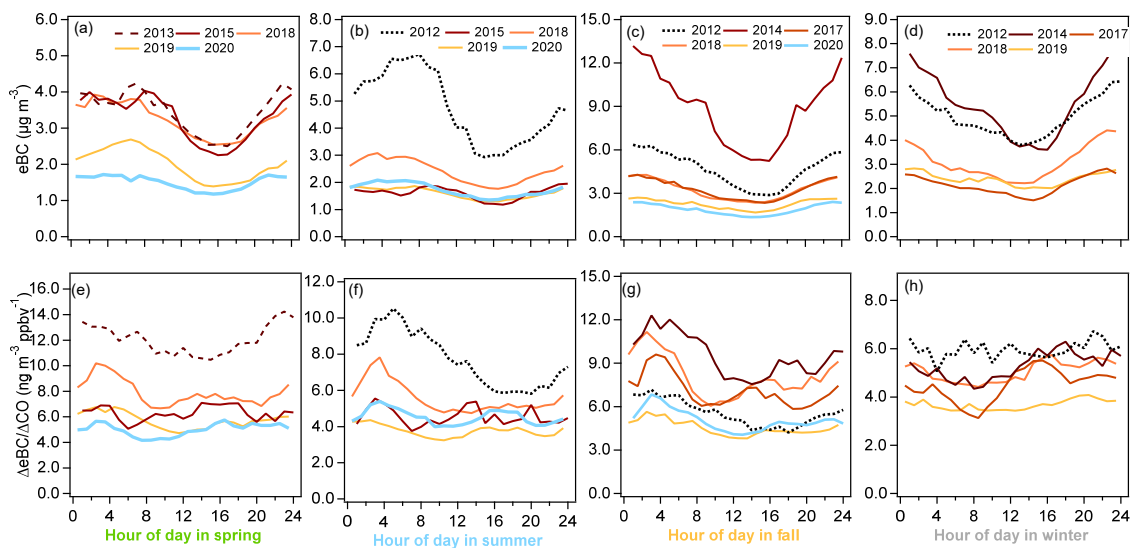 (a)
2013 2015 2018
2019 2020
(b)
2012 2015 2018
2019 2020
(c)
2012 2014 2017
2018 2019 2020
(d)
2012 2014 2017
2018 2019
eBC (µg m⁻³)
6.0
5.0
4.0
3.0
2.0
1.0
0.0
8.0
6.0
4.0
2.0
0.0
15.0
12.0
9.0
6.0
3.0
0.0
9.0
8.0
7.0
6.0
5.0
4.0
3.0
2.0
1.0
0.0
(e)
(f)
(g)
(h)
ΔeBC/ΔCO (ng m⁻³ ppbv⁻¹)
16.0
14.0
12.0
10.0
8.0
6.0
4.0
2.0
0.0
12.0
10.0
8.0
6.0
4.0
2.0
0.0
15.0
12.0
9.0
6.0
3.0
0.0
8.0
6.0
4.0
2.0
0.0
0 4 8 12 16 20 24
0 4 8 12 16 20 24
0 4 8 12 16 20 24
0 4 8 12 16 20 24
Hour of day in spring
Hour of day in summer
Hour of day in fall
Hour of day in winter